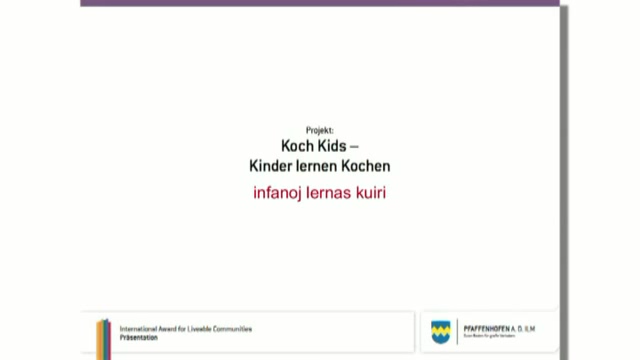 Projekt:
Koch Kids –
Kinder lernen Kochen
infanoj lernas kuiri
International Award for Liveable Communities
Präsentation
PFAFFENHOFEN A. D. ILM